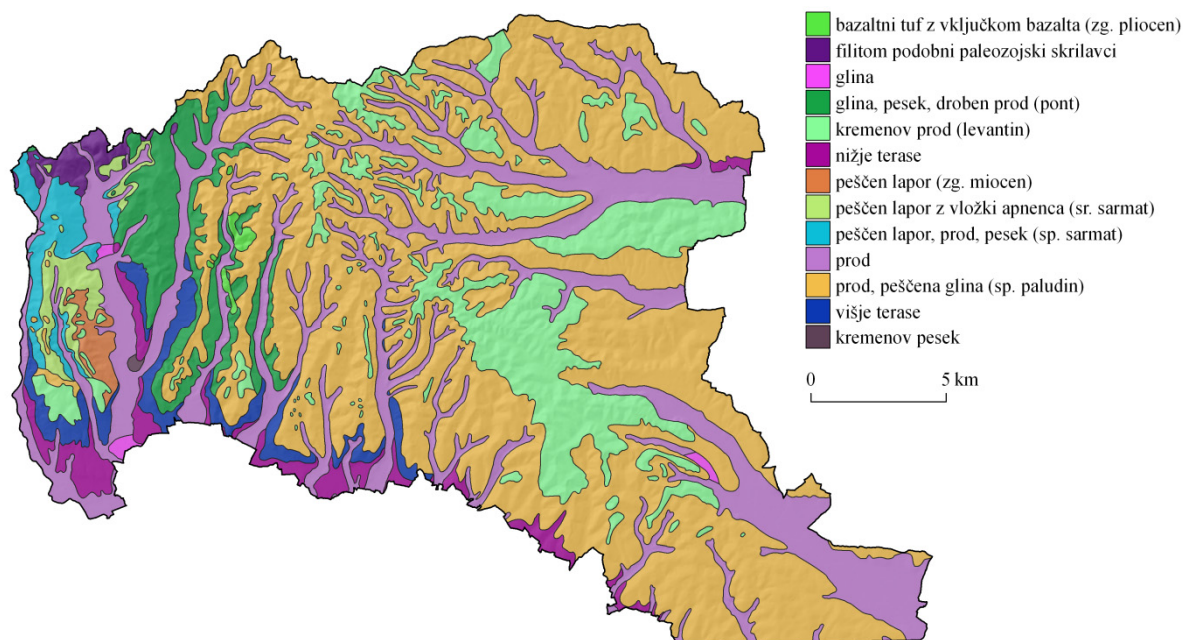 bazaltni tuf z vključkom bazalta (zg. pliocen)
filitom podobni paleozojski skrilavci
glina
glina, pesek, droben prod (pont)
kremenov prod (levantin)
nižje terase
peščen lapor (zg. miocen)
peščen lapor z vložki apnenca (sr. sarmat)
peščen lapor, prod, pesek (sp. sarmat)
prod
prod, peščena glina (sp. paludin)
višje terase
kremenov pesek
0 5 km